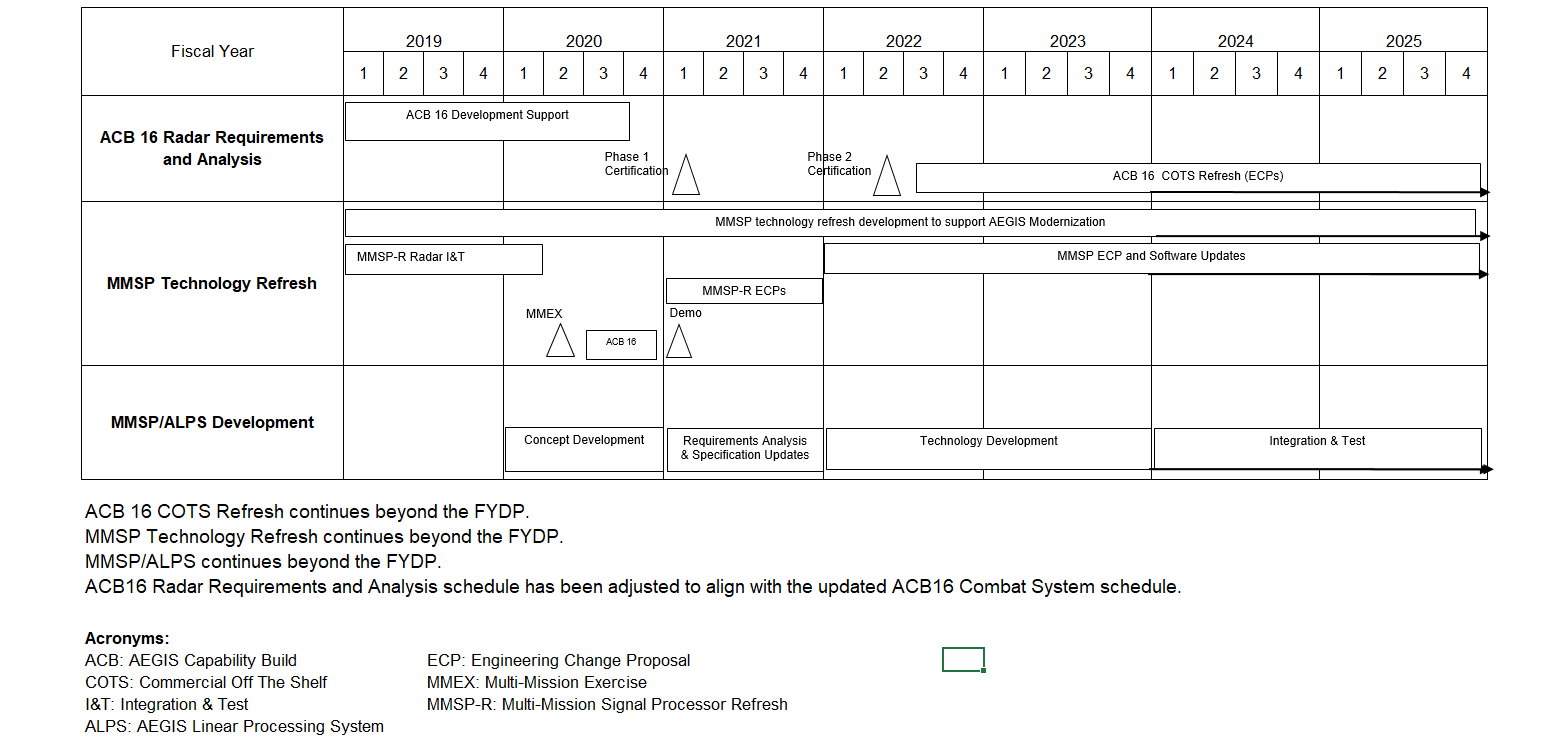 Fiscal Year
2019 2020 2021 2022 2023 2024 2025
1 2 3 4 1 2 3 4 1 2 3 4 1 2 3 4 1 2 3 4 1 2 3 4 1 2 3 4
ACB 16 Radar Requirements
and Analysis
ACB 16 Development Support
Phase 1
Certification
Phase 2
Certification
ACB 16 COTS Refresh (ECPs)
MMSP Technology Refresh
MMSP technology refresh development to support AEGIS Modernization
MMSP-R Radar I&T
MMSP ECP and Software Updates
MMSP-R ECPs
MMEX
Demo
ACB 16
MMSP/ALPS Development
Concept Development
Requirements Analysis
& Specification Updates
Technology Development
Integration & Test
ACB 16 COTS Refresh continues beyond the FYDP.
MMSP Technology Refresh continues beyond the FYDP.
MMSP/ALPS continues beyond the FYDP.
ACB16 Radar Requirements and Analysis schedule has been adjusted to align with the updated ACB16 Combat System schedule.
Acronyms:
ACB: AEGIS Capability Build
COTS: Commercial Off The Shelf
I&T: Integration & Test
ALPS: AEGIS Linear Processing System
ECP: Engineering Change Proposal
MMEX: Multi-Mission Exercise
MMSP-R: Multi-Mission Signal Processor Refresh